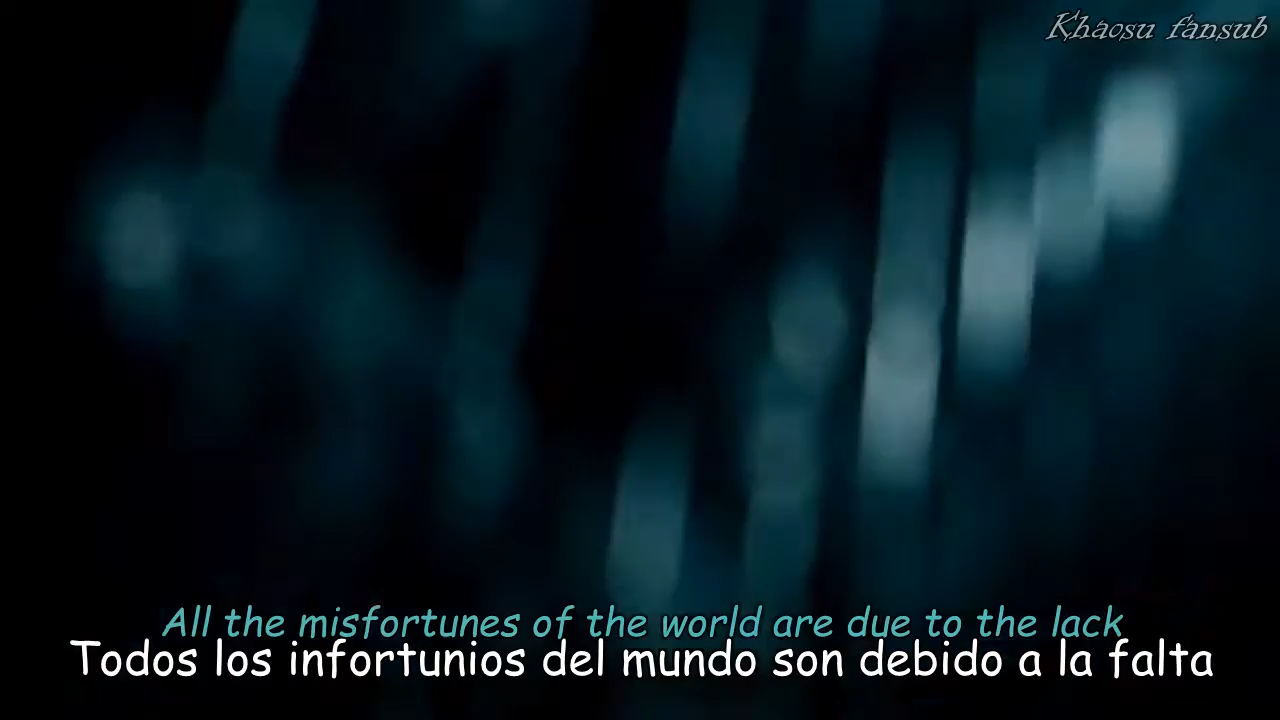 Khaosu fansub
All the misfortunes of the world are due to the lack
Todos los infortunios del mundo son debido a la falta